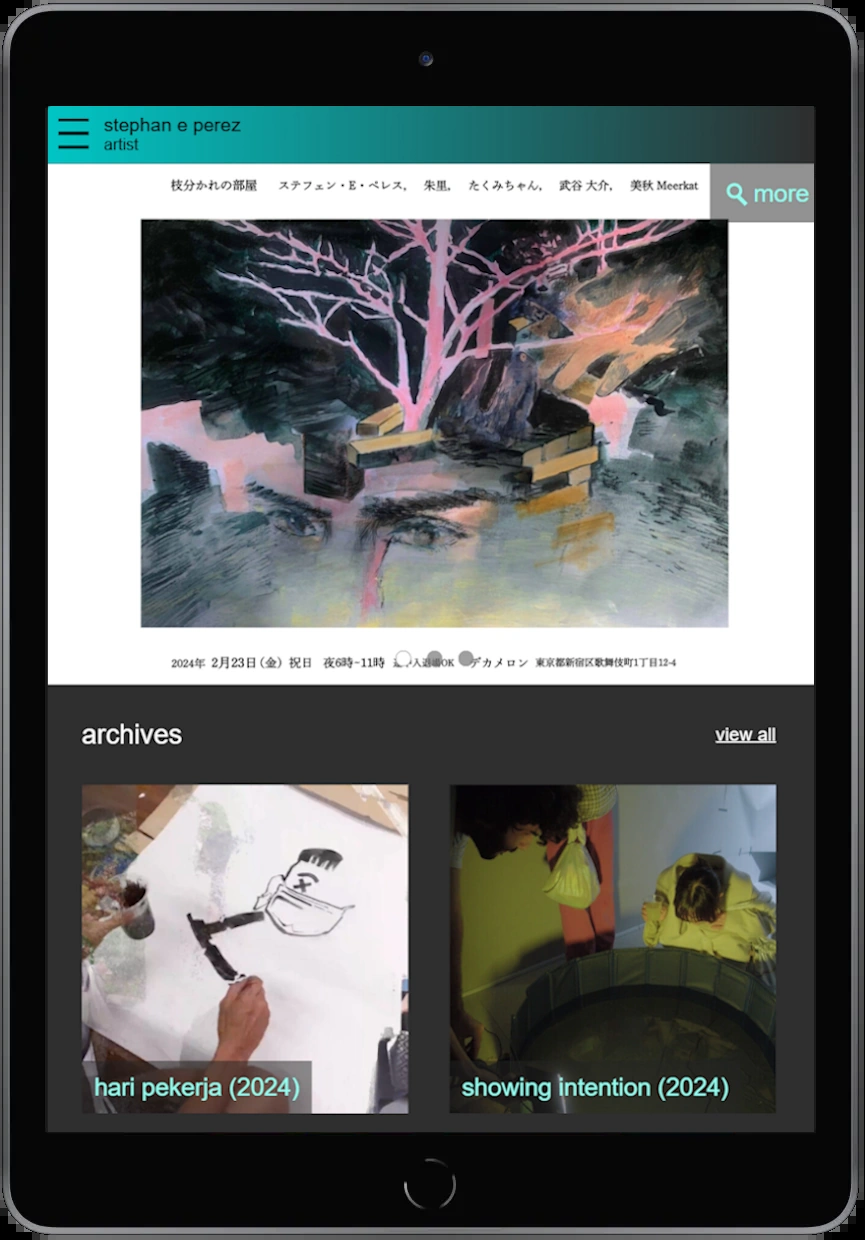 stephan e perez
artist
枝分かれの部屋 ステフェン・E・ペレス, 朱里, たくみちゃん, 武谷 大介, 美秋 Meerkat
more
2024年 2月23日(金) 祝日 夜6時-11時 入退場OK デカメロン 東京都新宿区歌舞伎町1丁目12-4
archives
view all
hari pekerja (2024)
showing intention (2024)